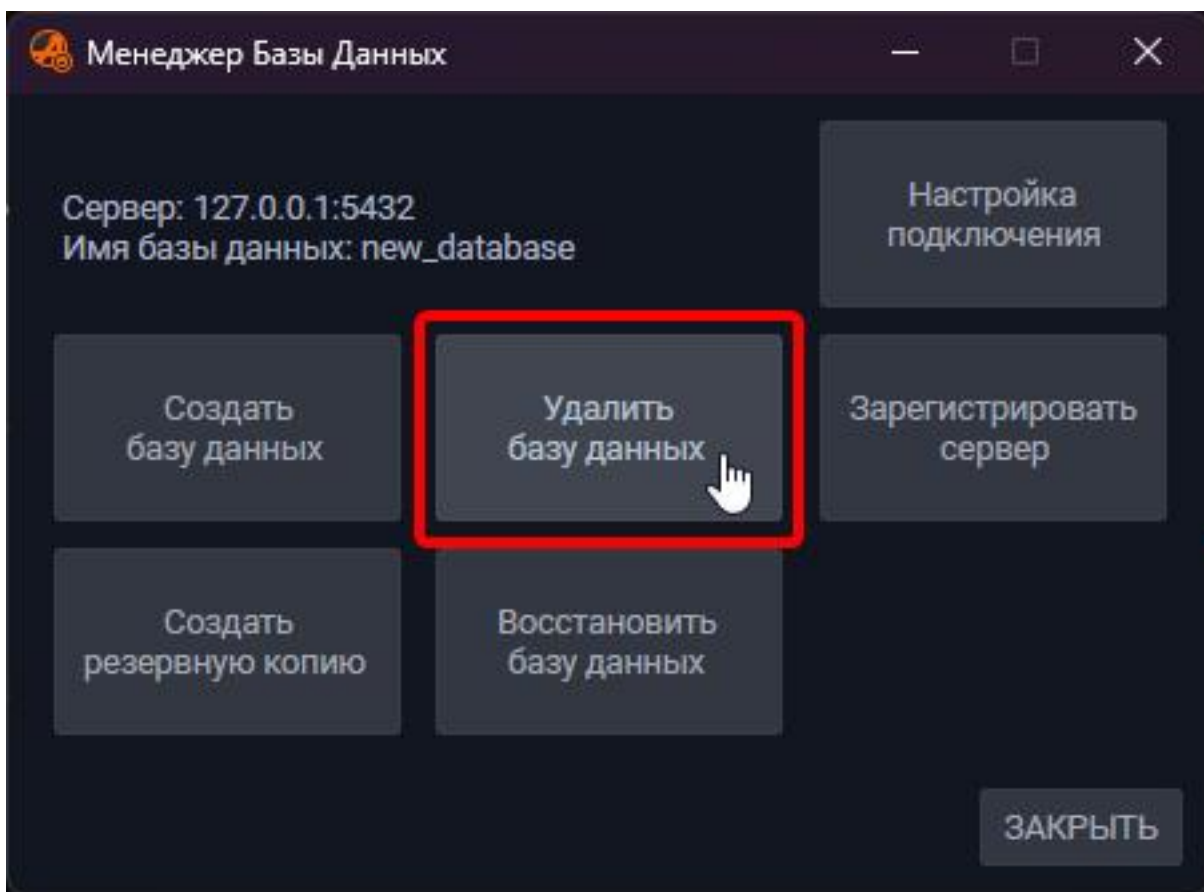 Менеджер Базы Данных
Сервер: 127.0.0.1:5432
Имя базы данных: new_database
Настройка
подключения
Создать
базу данных
Удалить
базу данных
Зарегистрировать
сервер
Создать
резервную копию
Восстановить
базу данных
ЗАКРЫТЬ